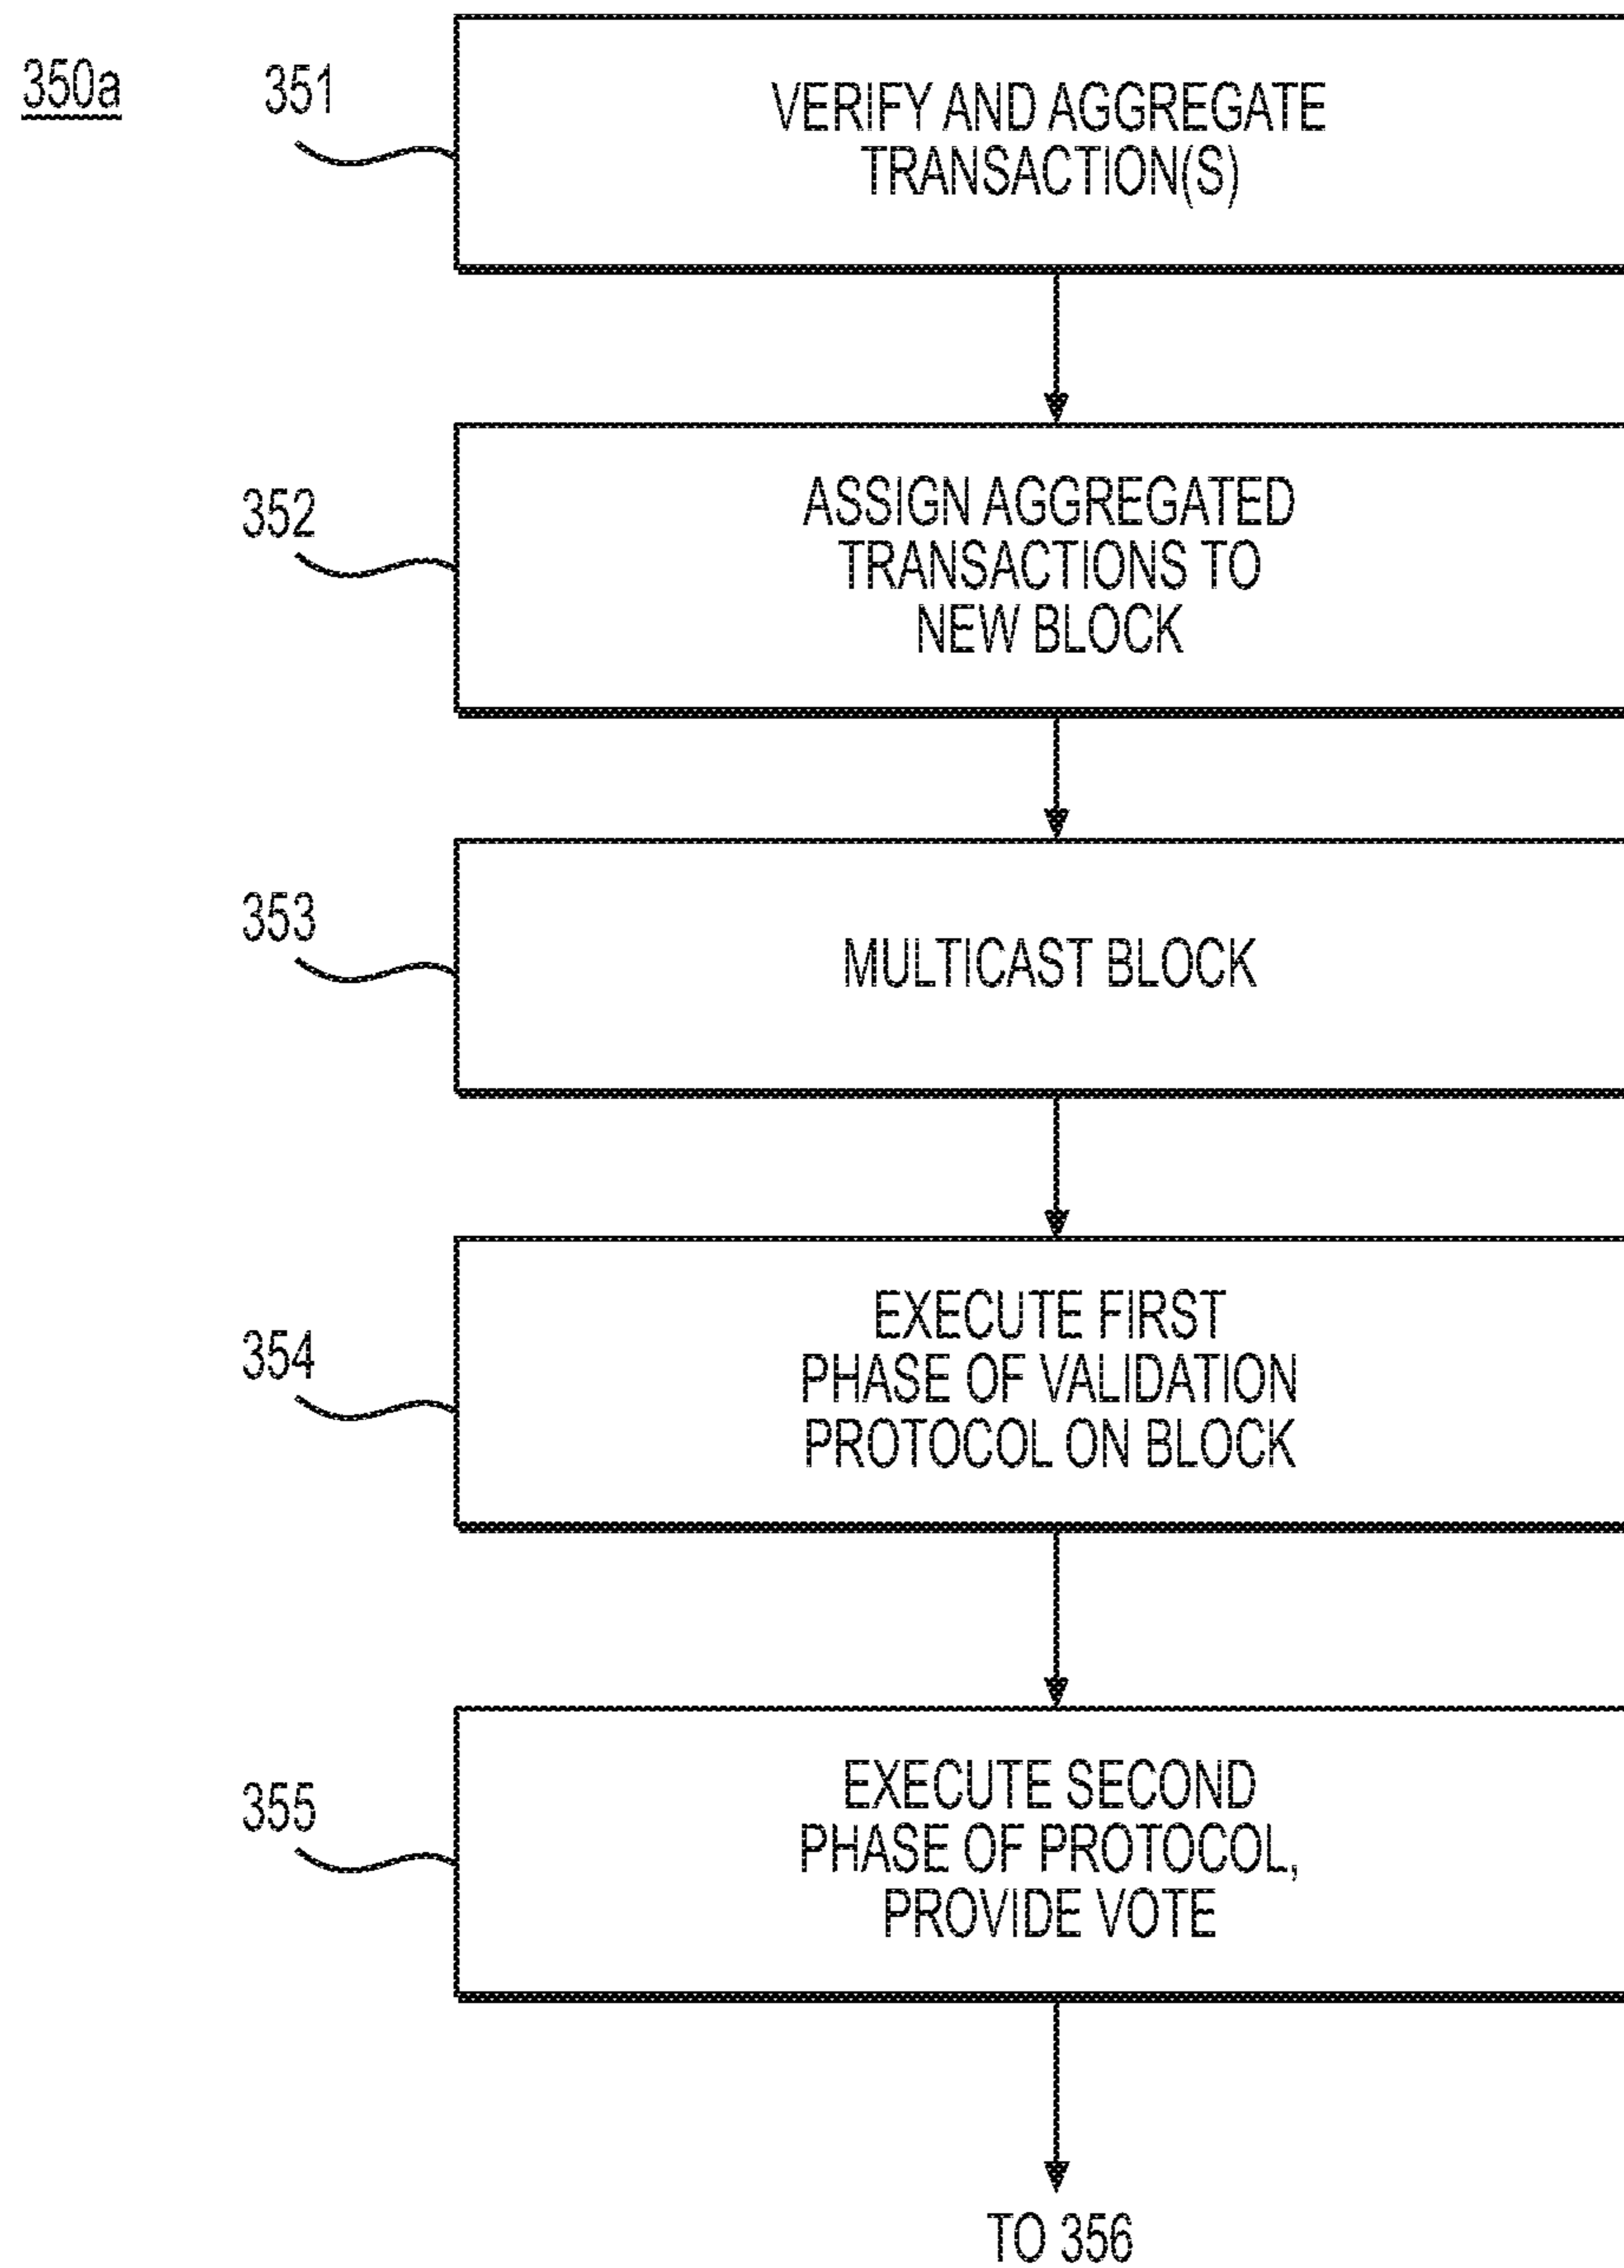 350a
351
VERIFY AND AGGREGATE
TRANSACTION(S)
352
ASSIGN AGGREGATED
TRANSACTIONS TO
NEW BLOCK
353
MULTICAST BLOCK
354
EXECUTE FIRST
PHASE OF VALIDATION
PROTOCOL ON BLOCK
355
EXECUTE SECOND
PHASE OF PROTOCOL,
PROVIDE VOTE
TO 356